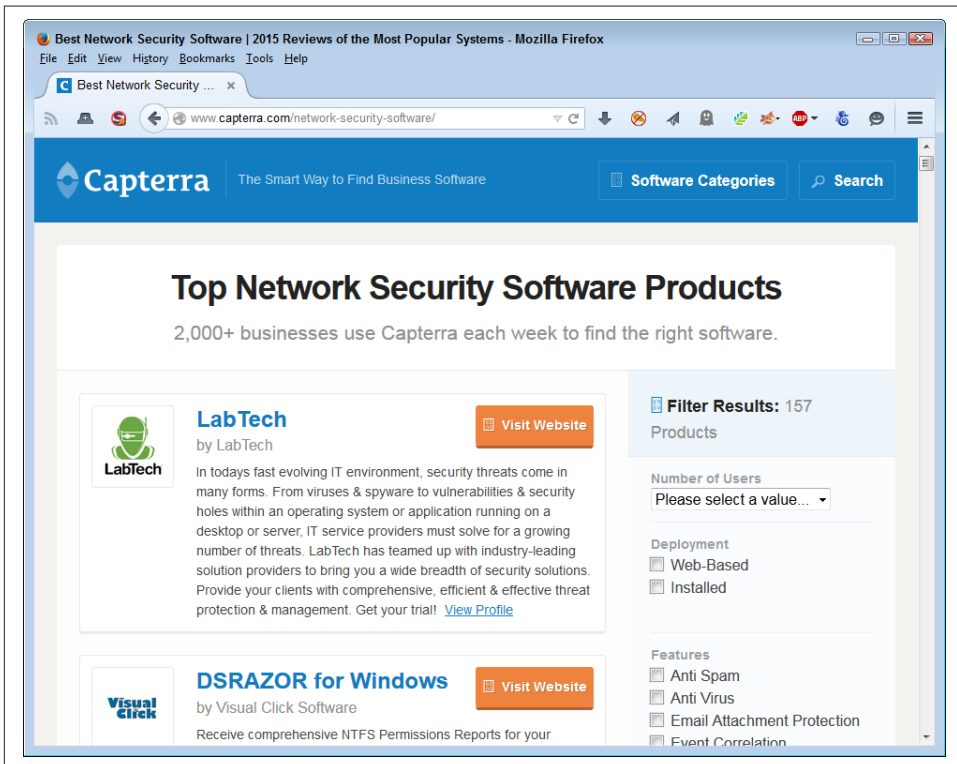 Best Network Security Software | 2015 Reviews of the Most Popular Systems - Mozilla Firefox
File Edit View History Bookmarks Tools Help
C Best Network Security ... ×
www.capterra.com/network-security-software/
ABP
Capterra The Smart Way to Find Business Software
Software Categories
Search
Top Network Security Software Products
2,000+ businesses use Capterra each week to find the right software.
LabTech
LabTech
by LabTech
Visit Website
In todays fast evolving IT environment, security threats come in
many forms. From viruses & spyware to vulnerabilities & security
holes within an operating system or application running on a
desktop or server, IT service providers must solve for a growing
number of threats. LabTech has teamed up with industry-leading
solution providers to bring you a wide breadth of security solutions.
Provide your clients with comprehensive, efficient & effective threat
protection & management. Get your trial! View Profile
Visual
Click
DSRAZOR for Windows
by Visual Click Software
Visit Website
Receive comprehensive NTFS Permissions Reports for your
Filter Results: 157
Products
Number of Users
Please select a value...
Deployment
Web-Based
Installed
Features
Anti Spam
Anti Virus
Email Attachment Protection
Event Correlation